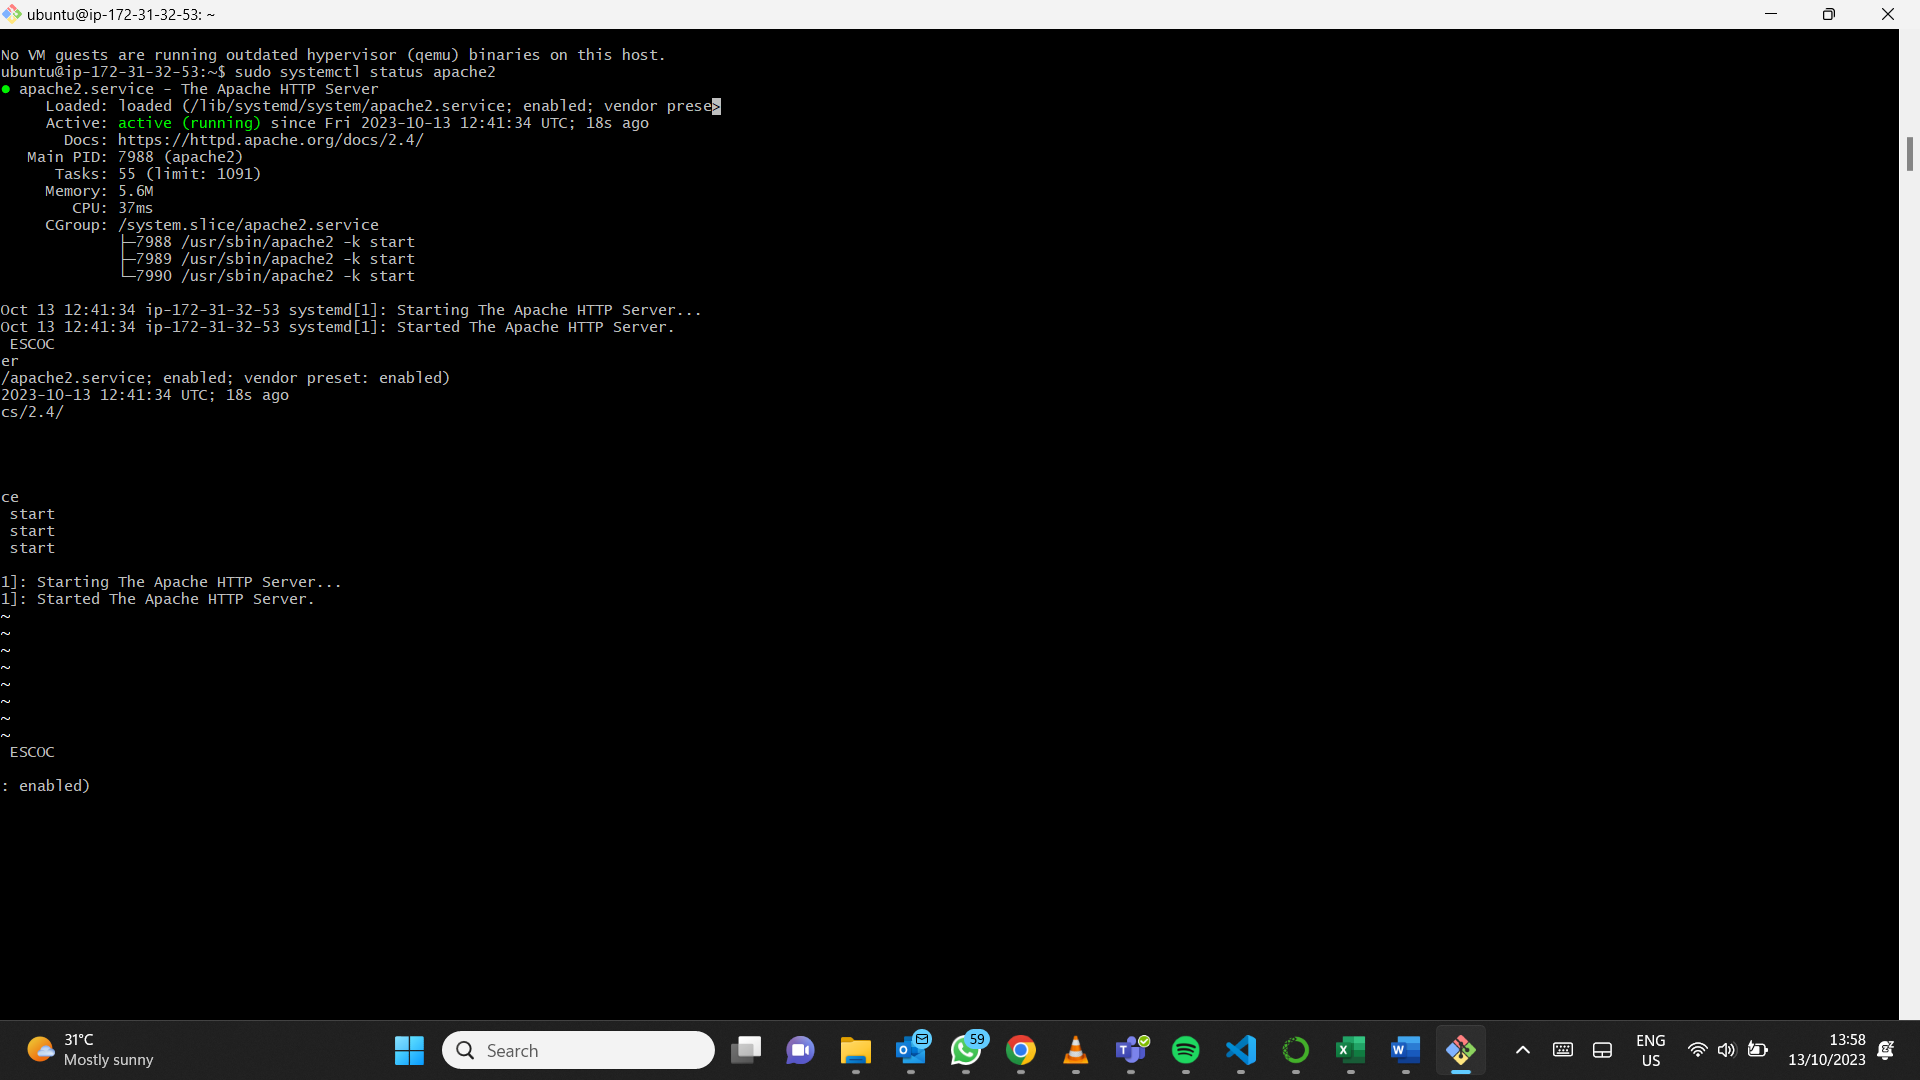 ubuntu@ip-172-31-32-53: ~
No VM guests are running outdated hypervisor (qemu) binaries on this host.
ubuntu@ip-172-31-32-53:~$ sudo systemctl status apache2
● apache2.service - The Apache HTTP Server
     Loaded: loaded (/lib/systemd/system/apache2.service; enabled; vendor prese>
     Active: active (running) since Fri 2023-10-13 12:41:34 UTC; 18s ago
       Docs: https://httpd.apache.org/docs/2.4/
   Main PID: 7988 (apache2)
      Tasks: 55 (limit: 1091)
     Memory: 5.6M
        CPU: 37ms
     CGroup: /system.slice/apache2.service
             ├─7988 /usr/sbin/apache2 -k start
             ├─7989 /usr/sbin/apache2 -k start
             └─7990 /usr/sbin/apache2 -k start
Oct 13 12:41:34 ip-172-31-32-53 systemd[1]: Starting The Apache HTTP Server...
Oct 13 12:41:34 ip-172-31-32-53 systemd[1]: Started The Apache HTTP Server.
 ESCOC
er
/apache2.service; enabled; vendor preset: enabled)
2023-10-13 12:41:34 UTC; 18s ago
cs/2.4/
ce
 start
 start
 start
1]: Starting The Apache HTTP Server...
1]: Started The Apache HTTP Server.
~
~
~
~
~
~
~
~
 ESCOC
: enabled)
31°C
Mostly sunny
Search
59
ENG
US
13:58
13/10/2023